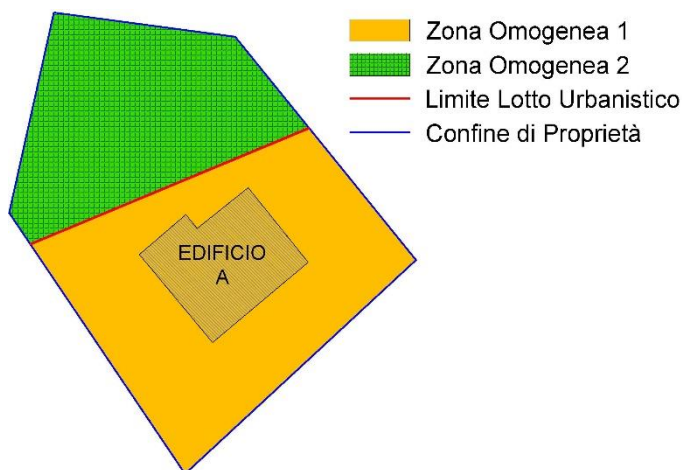 Zona Omogenea 1
Zona Omogenea 2
Limite Lotto Urbanistico
Confine di Proprietà
EDIFICIO
A